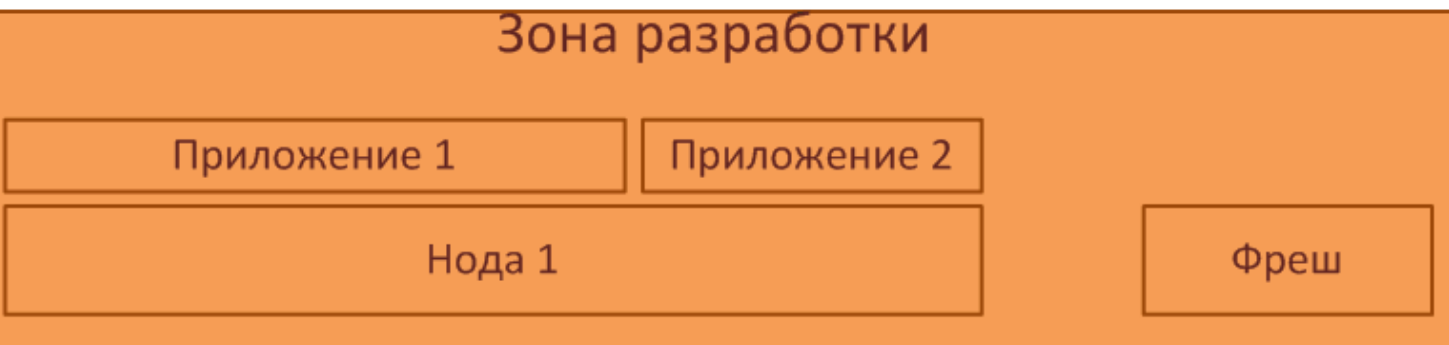 Зона разработки
Приложение 1
Приложение 2
Нода 1
Фреш